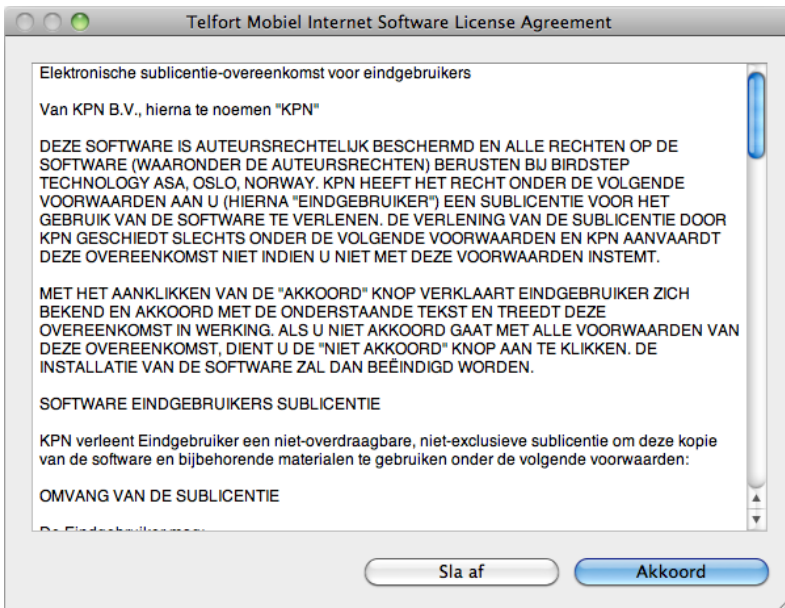 Telfort Mobiel Internet Software License Agreement
Elektronische sublicentie-overeenkomst voor eindgebruikers
Van KPN B.V., hierna te noemen "KPN"
DEZE SOFTWARE IS AUTEURSRECHTELIJK BESCHERMD EN ALLE RECHTEN OP DE
SOFTWARE (WAARONDER DE AUTEURSRECHTEN) BERUSTEN BIJ BIRDSTEP
TECHNOLOGY ASA, OSLO, NORWAY. KPN HEEFT HET RECHT ONDER DE VOLGENDE
VOORWAARDEN AAN U (HIERNA "EINDGEBRUIKER") EEN SUBLICENTIE VOOR HET
GEBRUIK VAN DE SOFTWARE TE VERLENEN. DE VERLENING VAN DE SUBLICENTIE DOOR
KPN GESCHIEDT SLECHTS ONDER DE VOLGENDE VOORWAARDEN EN KPN AANVAARDT
DEZE OVEREENKOMST NIET INDIEN U NIET MET DEZE VOORWAARDEN INSTEMT.
MET HET AANKLIKKEN VAN DE "AKKOORD" KNOP VERKLAART EINDGEBRUIKER ZICH
BEKEND EN AKKOORD MET DE ONDERSTAANDE TEKST EN TREEDT DEZE
OVEREENKOMST IN WERKING. ALS U NIET AKKOORD GAAT MET ALLE VOORWAARDEN VAN
DEZE OVEREENKOMST, DIENT U DE "NIET AKKOORD" KNOP AAN TE KLIKKEN. DE
INSTALLATIE VAN DE SOFTWARE ZAL DAN BEËINDIGD WORDEN.
SOFTWARE EINDGEBRUIKERS SUBLICENTIE
KPN verleent Eindgebruiker een niet-overdraagbare, niet-exclusieve sublicentie om deze kopie
van de software en bijbehorende materialen te gebruiken onder de volgende voorwaarden:
OMVANG VAN DE SUBLICENTIE
De Eindgebruiker mag:
Sla af
Akkoord